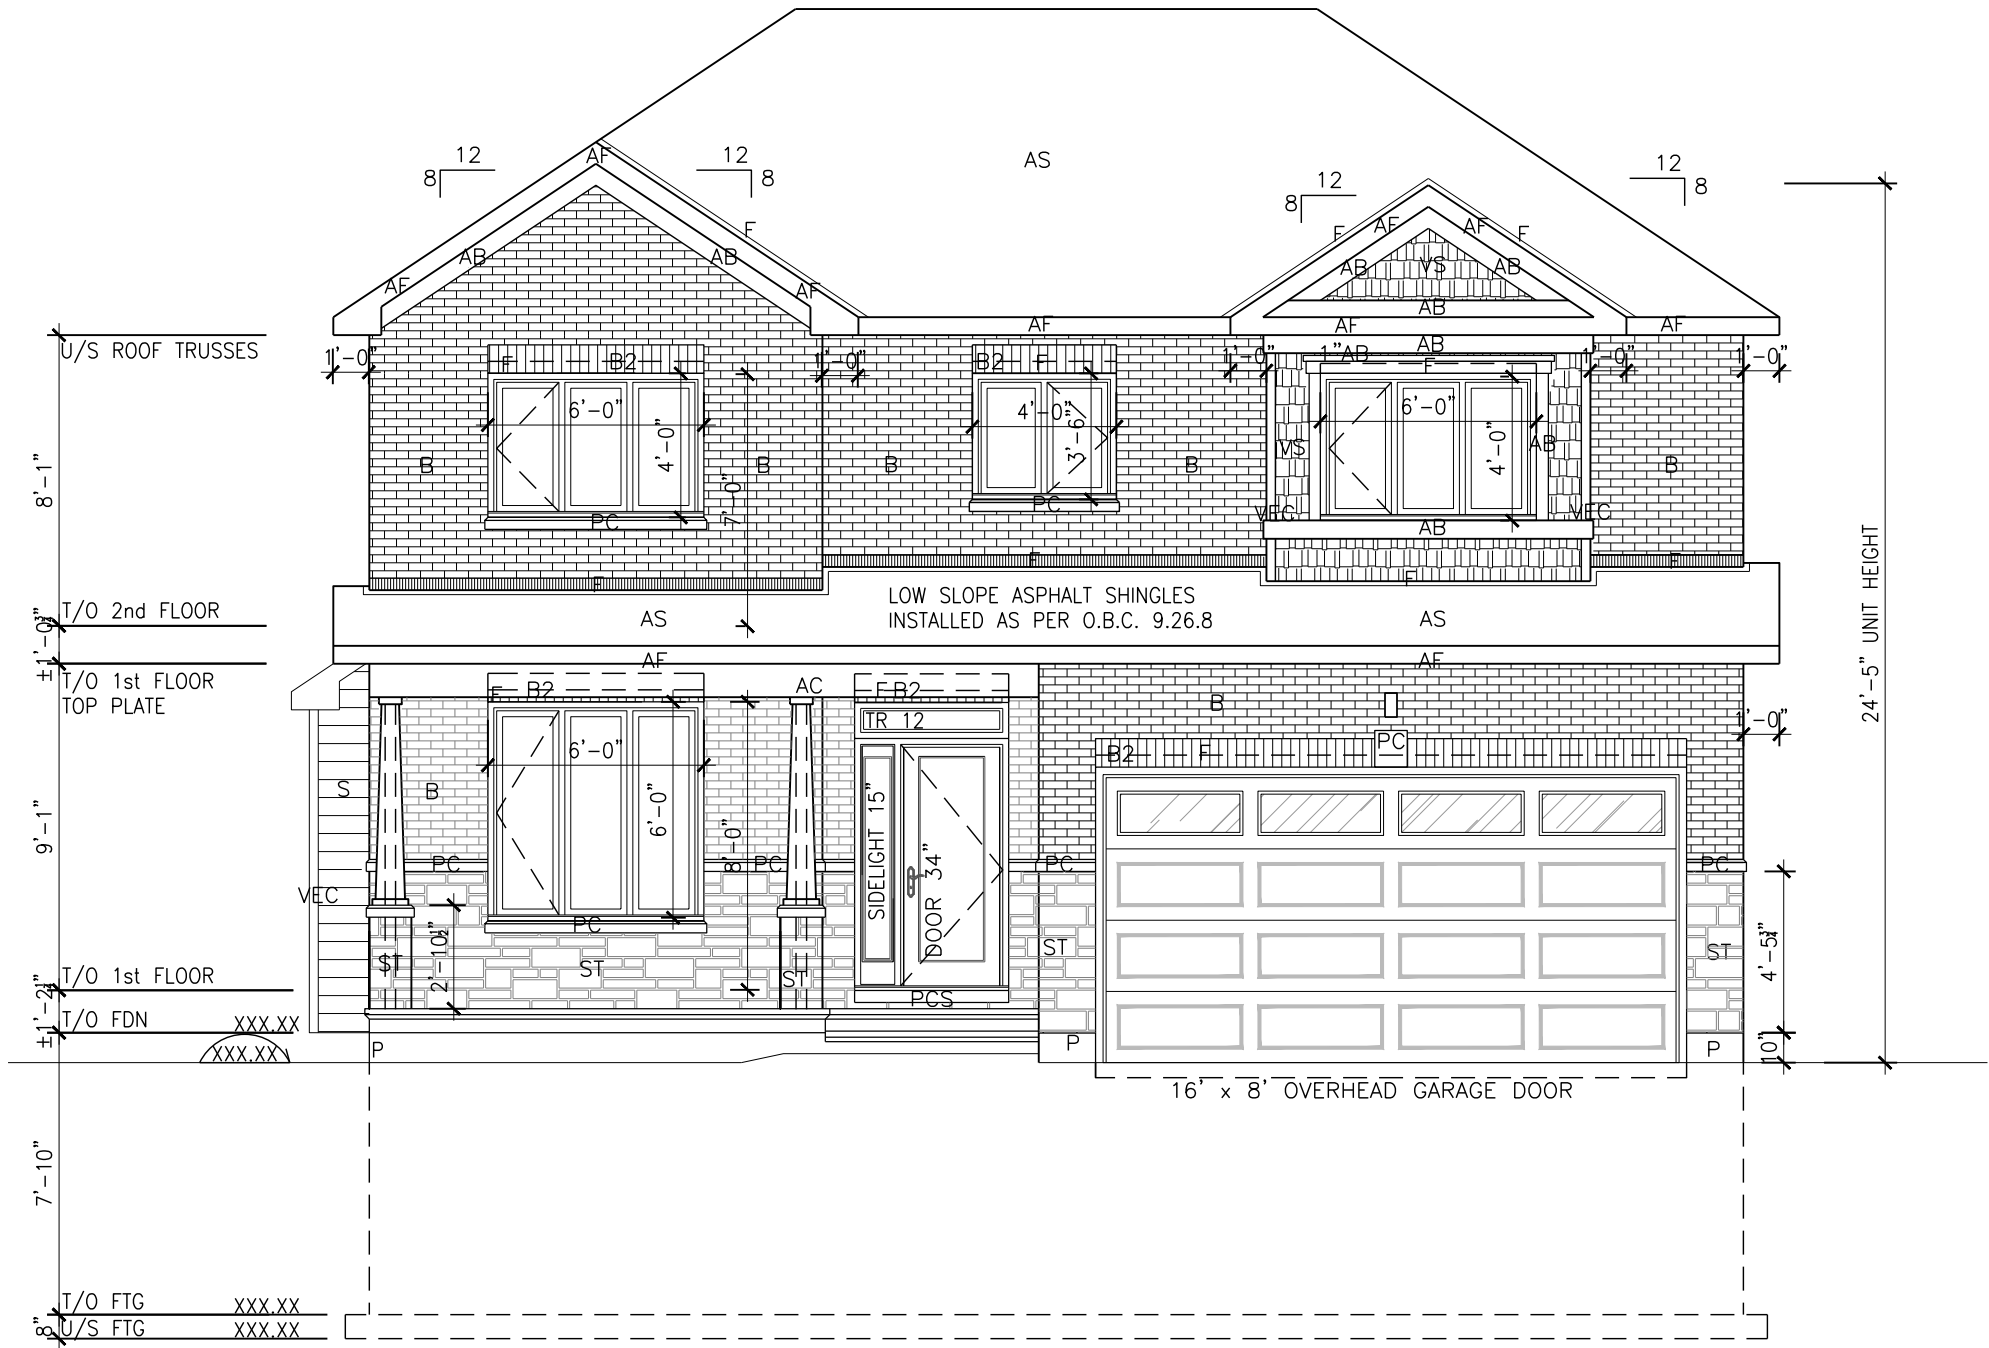 12
8
AF
12
8
AS
12
8
12
8
F
F
AF
AF
F
AB
AB
AB
VS
AB
AF
AF
AB
AF
AF
AF
U/S ROOF TRUSSES
1'-0"
F
B2
1'-0"
B2
F
1'-0"
AB
1"AB
F
1'-0"
1'-0"
6'-0"
4'-0"
4'-0"
3'-6"
6'-0"
4'-0"
AB
VS
B
B
B
B
B
8'-1"
7'-0"
PC
PC
VEC
VEC
AB
24'-5" UNIT HEIGHT
F
F
F
F
LOW SLOPE ASPHALT SHINGLES
INSTALLED AS PER O.B.C. 9.26.8
T/O 2nd FLOOR
AS
AS
AF
AF
T/O 1st FLOOR
TOP PLATE
F
B2
AC
F
B2
B
TR 12
1'-0"
PC
B2
F
6'-0"
S
B
9'-1"
6'-0"
8'-0"
SIDELIGHT 15"
DOOR 34"
PC
PC
PC
PC
VEC
PC
ST
ST
ST
ST
ST
4'-5¾"
2'-10½"
T/O 1st FLOOR
PCS
T/O FDN
XXX.XX
XXX.XX
P
P
P
10"
16' x 8' OVERHEAD GARAGE DOOR
7'-10"
T/O FTG
XXX.XX
8"
U/S FTG
XXX.XX